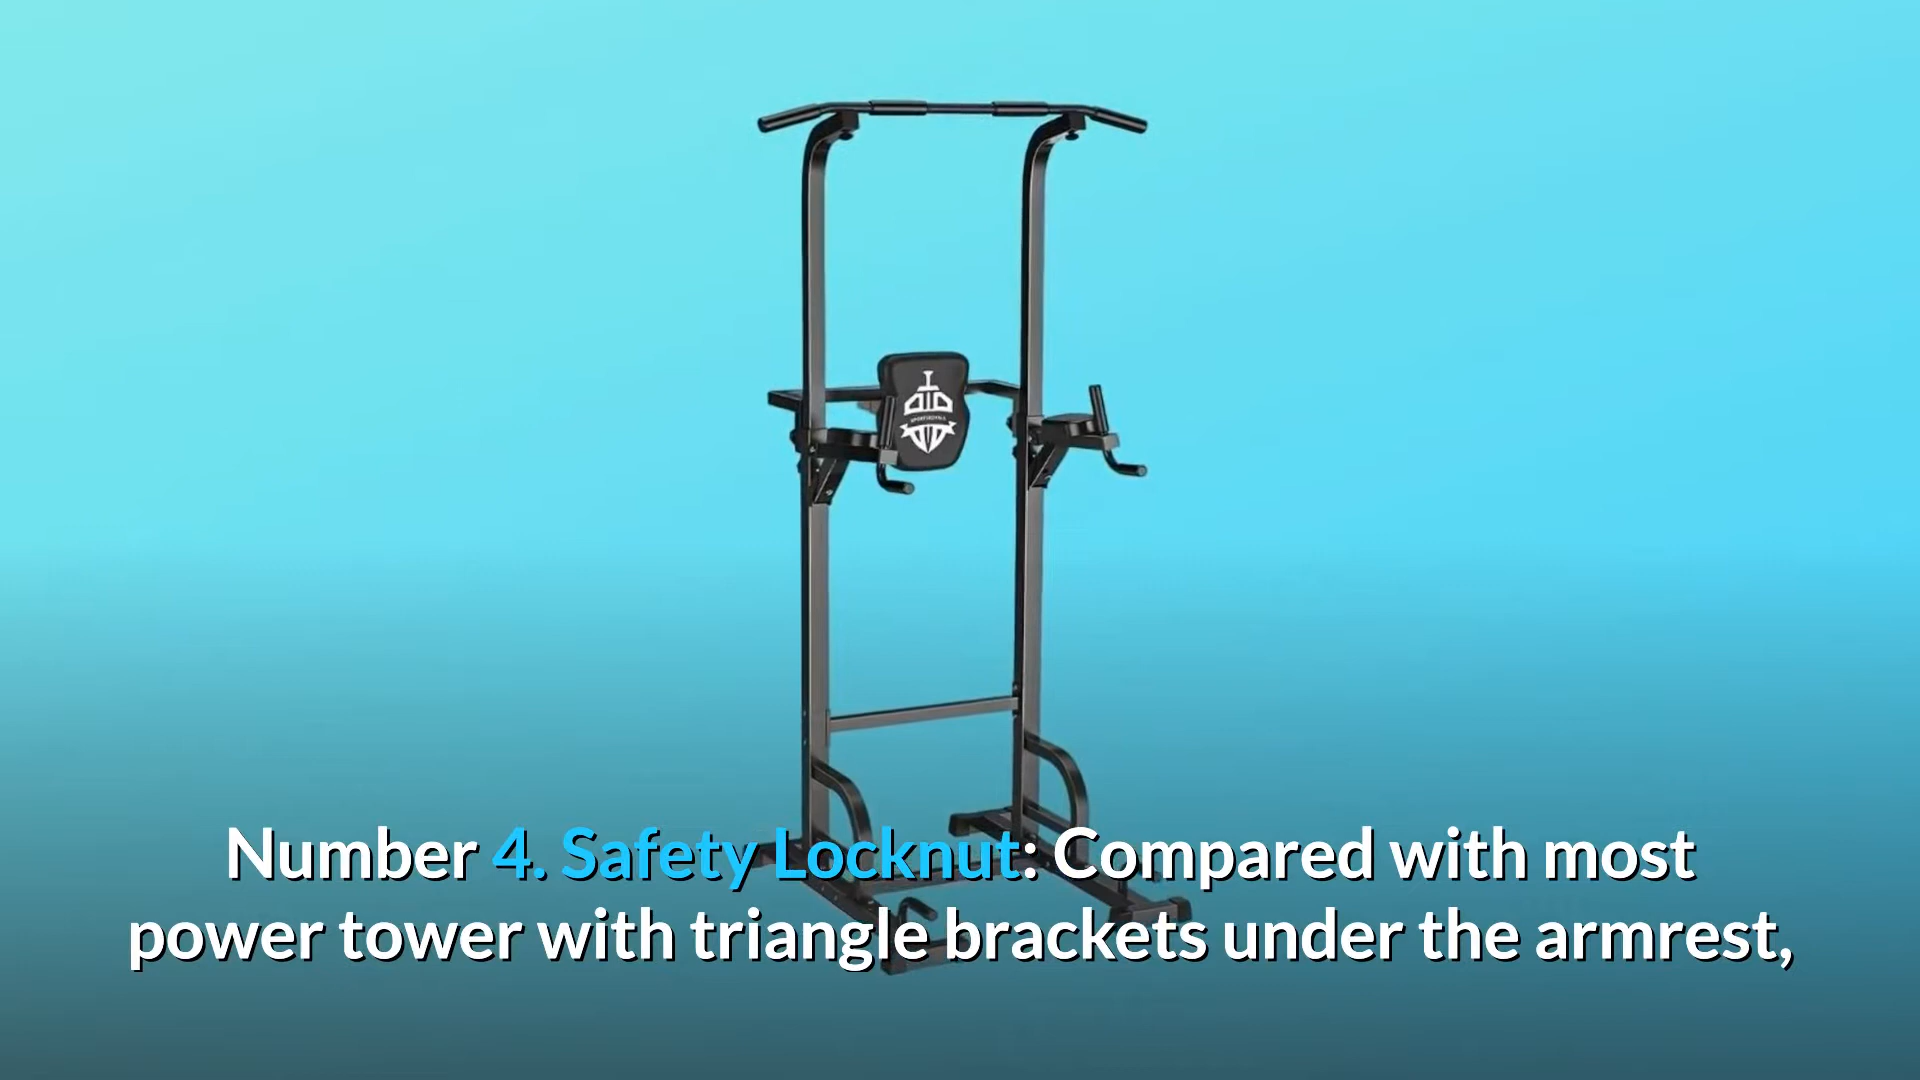 Number 4. Safety Locknut: Compared with most
power tower with triangle brackets under the armrest,